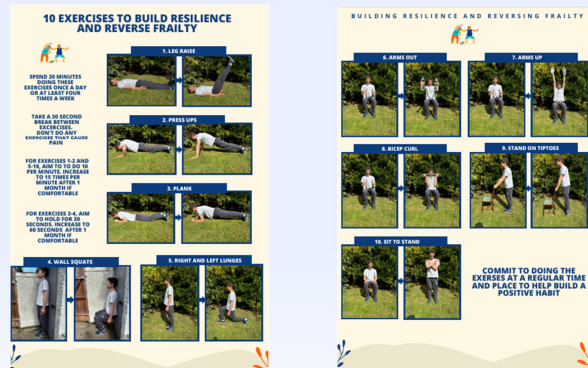 10 EXERCISES TO BUILD RESILIENCE
AND REVERSE FRAILTY
SPEND 20 MINUTES
DOING THESE
EXERCISES ONCE A DAY
OR AT LEAST FOUR
TIMES A WEEK
TAKE A 30 SECOND
BREAK BETWEEN
EXCERCISES.
DON'T DO ANY
EXERCISES THAT CAUSE
PAIN
FOR EXERCISES 1-2 AND
5-10, AIM TO TO DO 10
PER MINUTE. INCREASE
TO 15 TIMES PER
MINUTE AFTER 1
MONTH IF
COMFORTABLE
FOR EXERCISES 3-4, AIM
TO HOLD FOR 30
SECONDS. INCREASE TO
60 SECONDS AFTER 1
MONTH IF
COMFORTABLE
1. LEG RAISE
2. PRESS UPS
3. PLANK
4. WALL SQUATS
5. RIGHT AND LEFT LUNGES
BUILDING RESILIENCE AND REVERSING FRAILTY
6. ARMS OUT
7. ARMS UP
8. BICEP CURL
9. STAND ON TIPTOES
10. SIT TO STAND
COMMIT TO DOING THE
EXERSES AT A REGULAR TIME
AND PLACE TO HELP BUILD A
POSITIVE HABIT